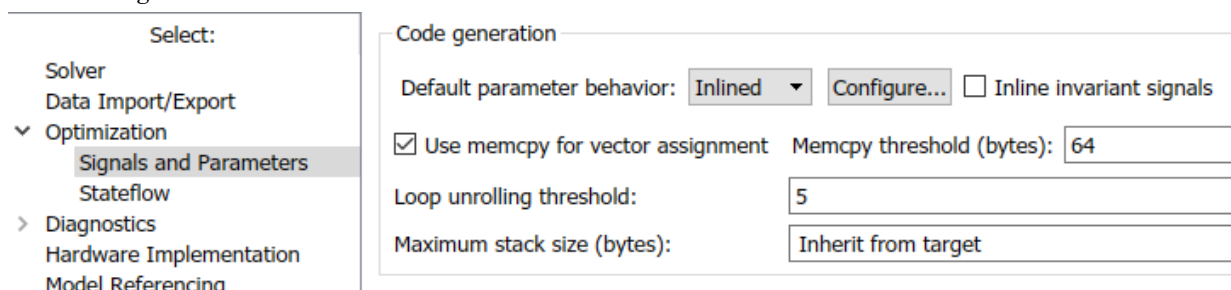 Select:
Solver
Data Import/Export
Optimization
Signals and Parameters
Stateflow
Diagnostics
Hardware Implementation
Model Referencing
Code generation
Default parameter behavior: Inlined Configure... Inline invariant signals
Use memcpy for vector assignment Memcpy threshold (bytes): 64
Loop unrolling threshold: 5
Maximum stack size (bytes): Inherit from target